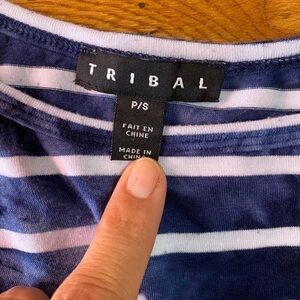 TRIBAL
P/S
FAIT EN
CHINE
MADE IN
CHINA